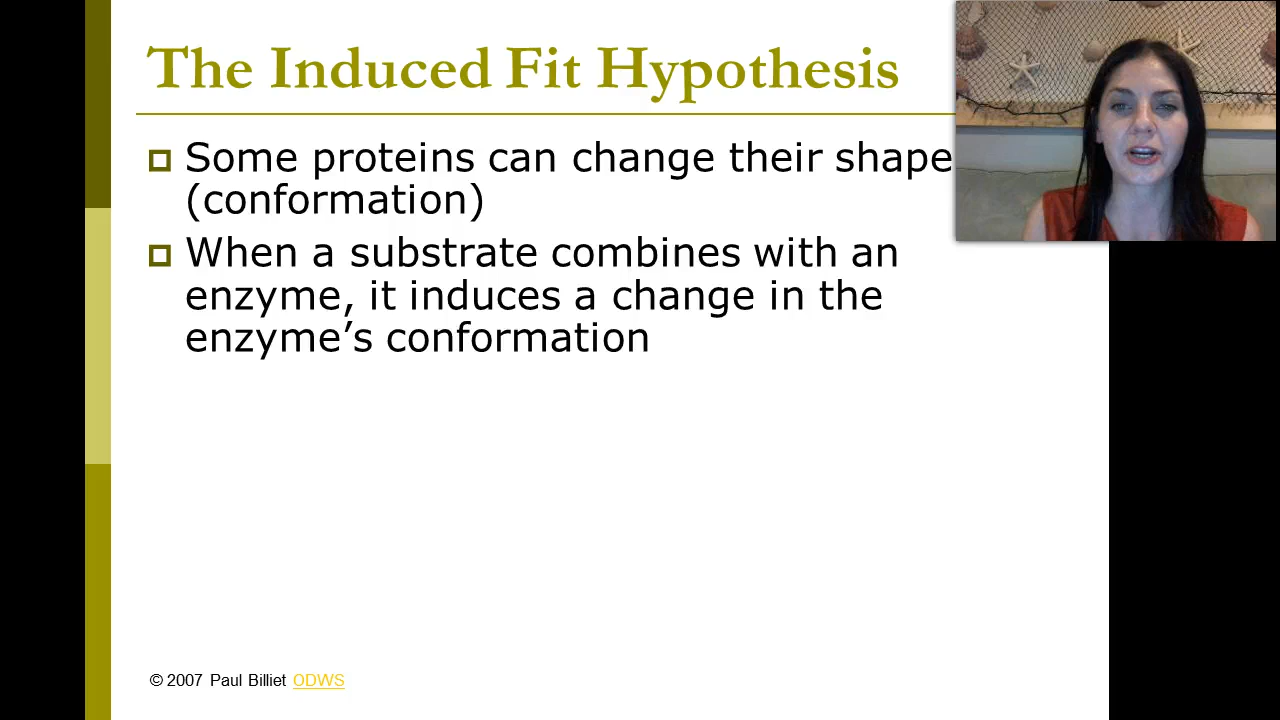 The Induced Fit Hypothesis
Some proteins can change their shape
(conformation)
When a substrate combines with an
enzyme, it induces a change in the
enzyme’s conformation
© 2007 Paul Billiet ODWS